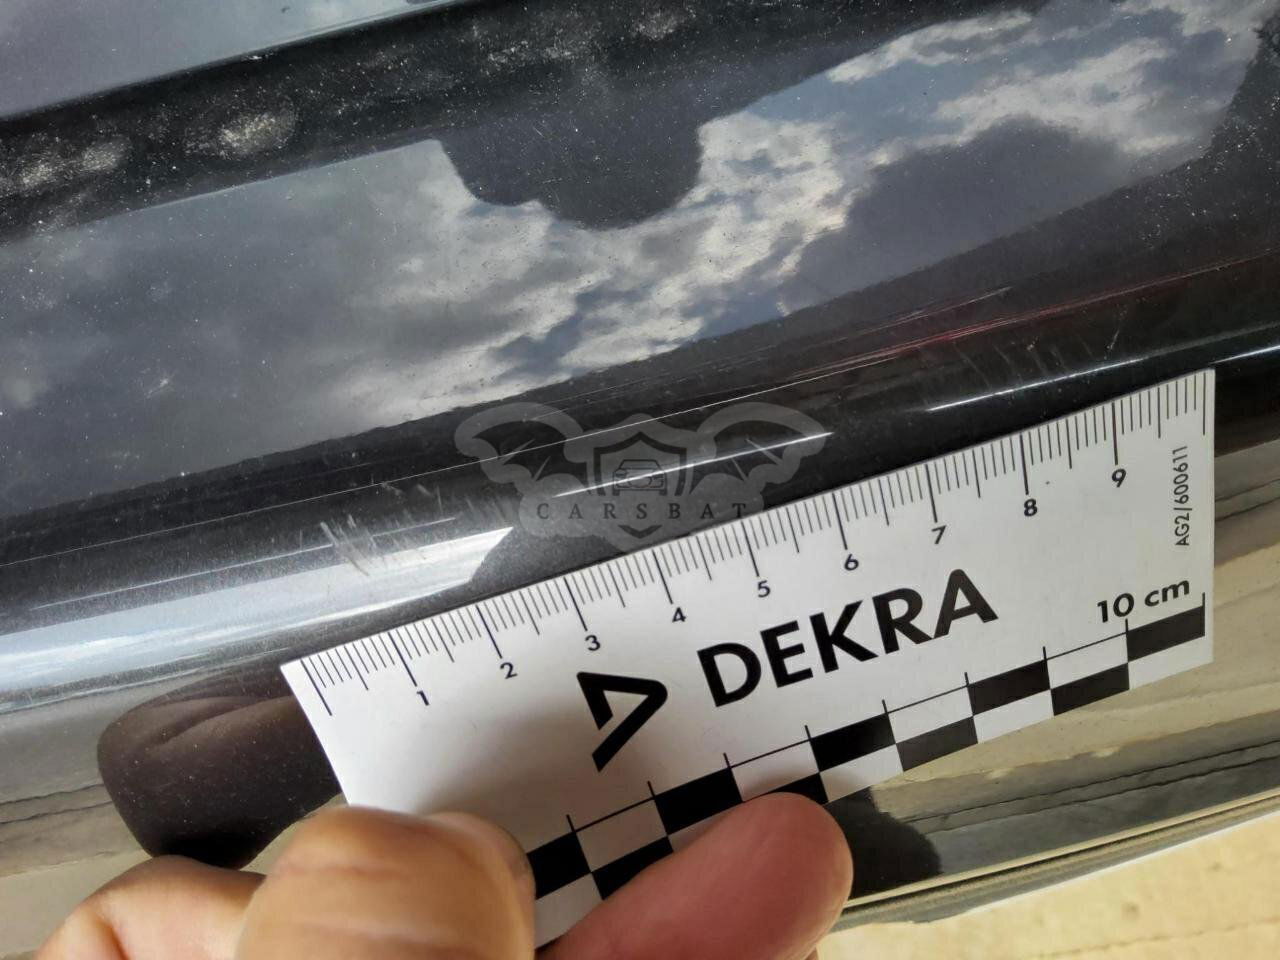 CARSBAT
1 2 3 4 5 6 7 8 9
AG2/600611
DEKRA
10 cm